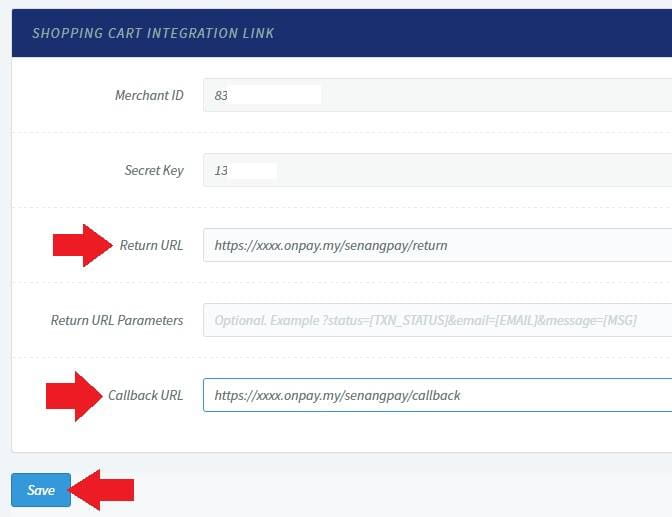 SHOPPING CART INTEGRATION LINK
Merchant ID 83
Secret Key 13
Return URL https://xxxx.onpay.my/senangpay/return
Return URL Parameters Optional. Example ?status=[TXN_STATUS]&email=[EMAIL]&message=[MSG]
Callback URL https://xxxx.onpay.my/senangpay/callback
Save